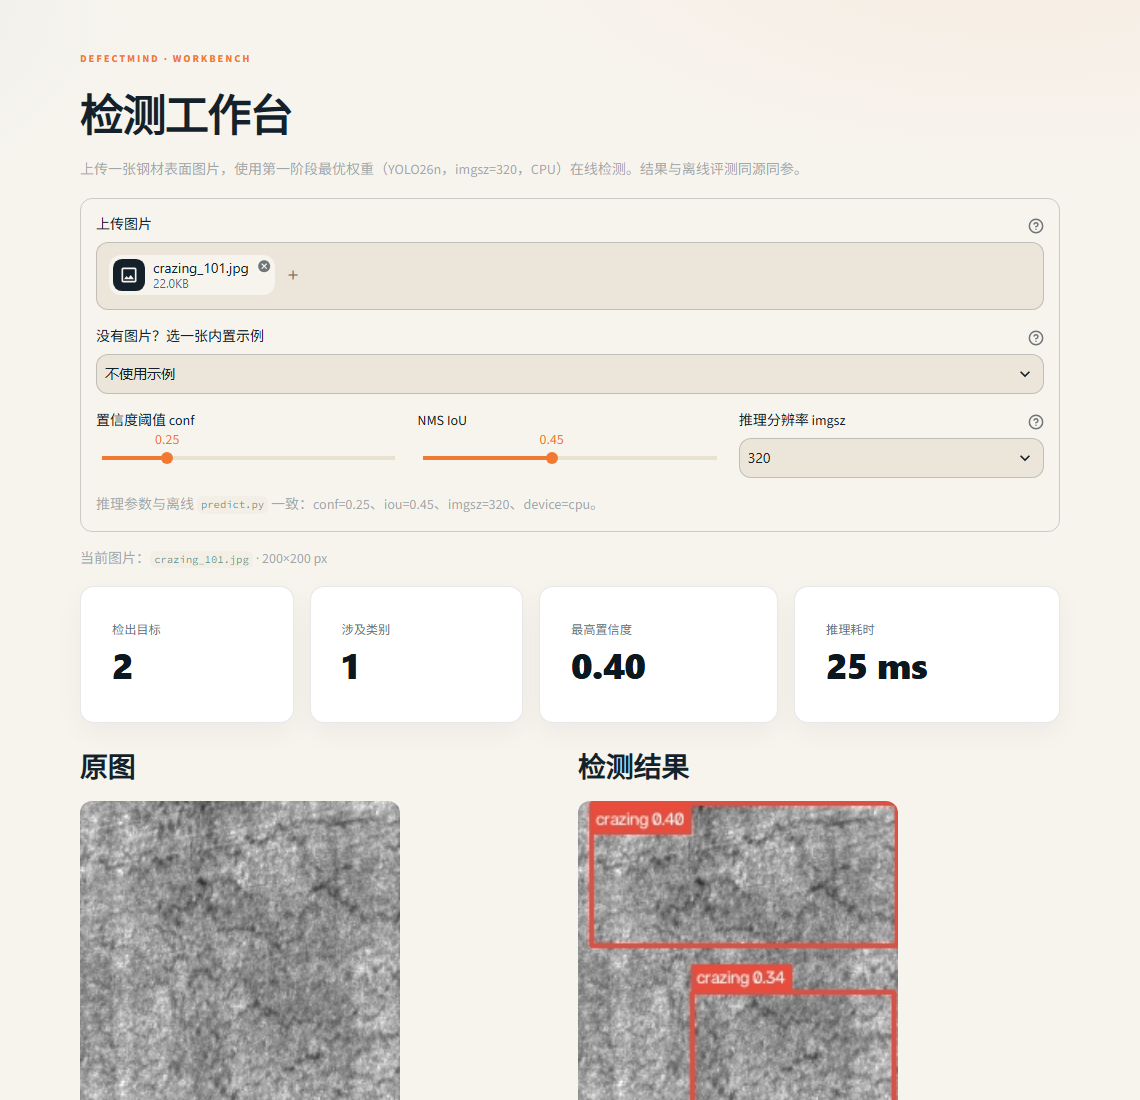 DEFECTMIND · WORKBENCH
检测工作台
上传一张钢材表面图片，使用第一阶段最优权重（YOLO26n，imgsz=320，CPU）在线检测。结果与离线评测同源同参。
上传图片
crazing_101.jpg
22.0KB
没有图片？选一张内置示例
不使用示例
置信度阈值 conf
0.25
NMS IoU
0.45
推理分辨率 imgsz
320
推理参数与离线 predict.py 一致：conf=0.25、iou=0.45、imgsz=320、device=cpu。
当前图片： crazing_101.jpg · 200×200 px
检出目标
2
涉及类别
1
最高置信度
0.40
推理耗时
25 ms
原图
检测结果
crazing 0.40
crazing 0.34